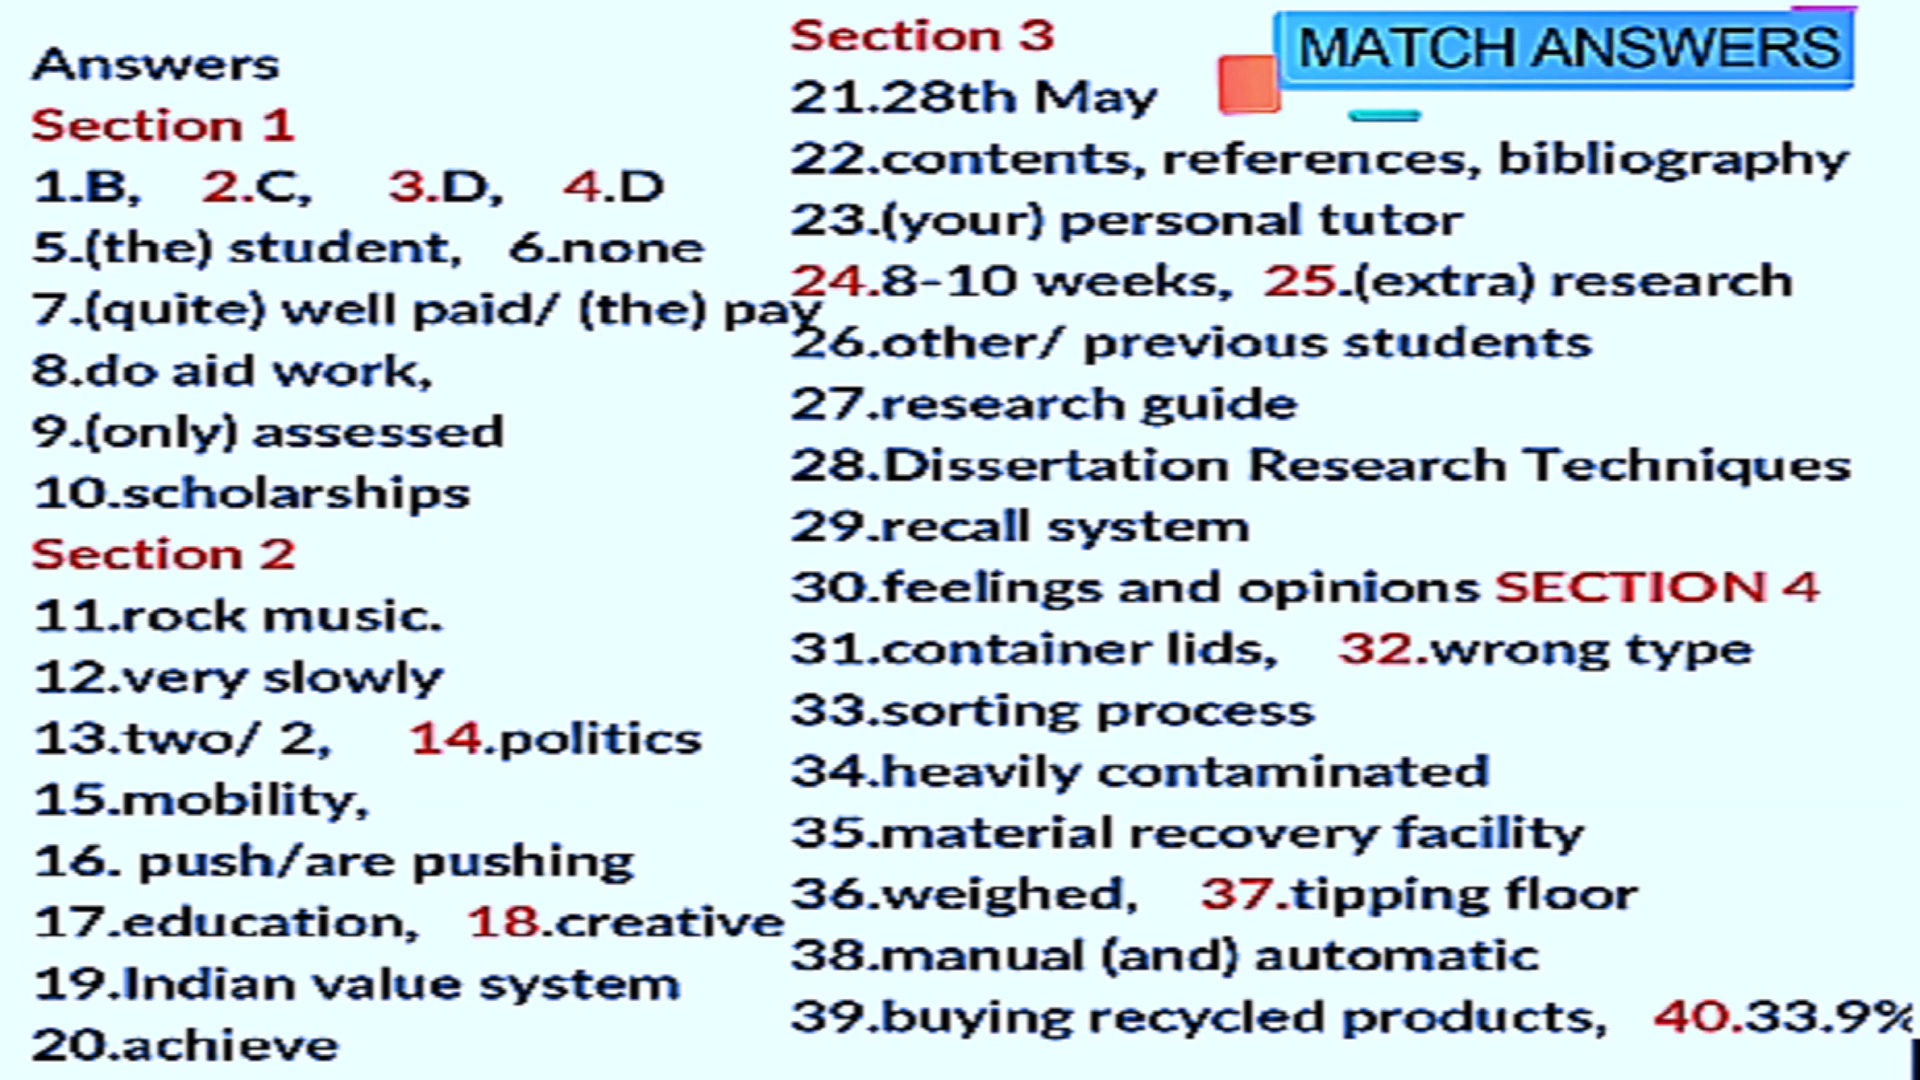 Answers
Section 1
1.B, 2.C, 3.D, 4.D
5.(the) student, 6.none
7.(quite) well paid/ (the) pay
8.do aid work,
9.(only) assessed
10.scholarships
Section 2
11.rock music.
12.very slowly
13.two/ 2, 14.politics
15.mobility,
16. push/are pushing
17.education, 18.creative
19.Indian value system
20.achieve
Section 3
MATCH ANSWERS
21.28th May
22.contents, references, bibliography
23.(your) personal tutor
24.8-10 weeks, 25.(extra) research
26.other/ previous students
27.research guide
28.Dissertation Research Techniques
29.recall system
30.feelings and opinions SECTION 4
31.container lids, 32.wrong type
33.sorting process
34.heavily contaminated
35.material recovery facility
36.weighed, 37.tipping floor
38.manual (and) automatic
39.buying recycled products, 40.33.9%